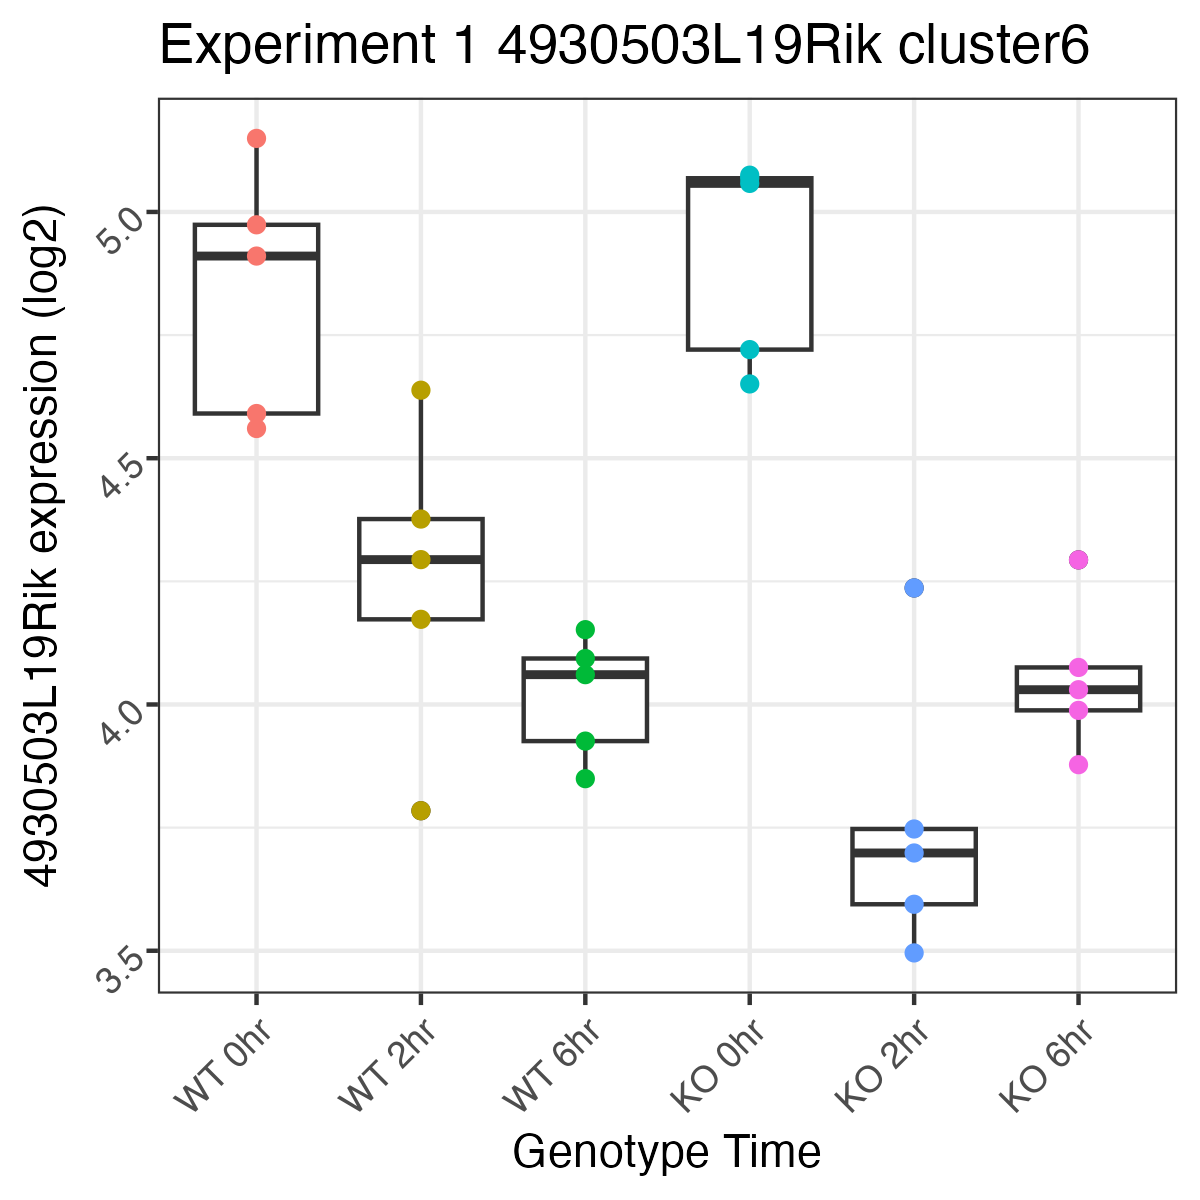 Experiment 1 4930503L19Rik cluster6
4930503L19Rik expression (log2)
5.0
4.5
4.0
3.5
WT 0hr
WT 2hr
WT 6hr
KO 0hr
KO 2hr
KO 6hr
Genotype Time